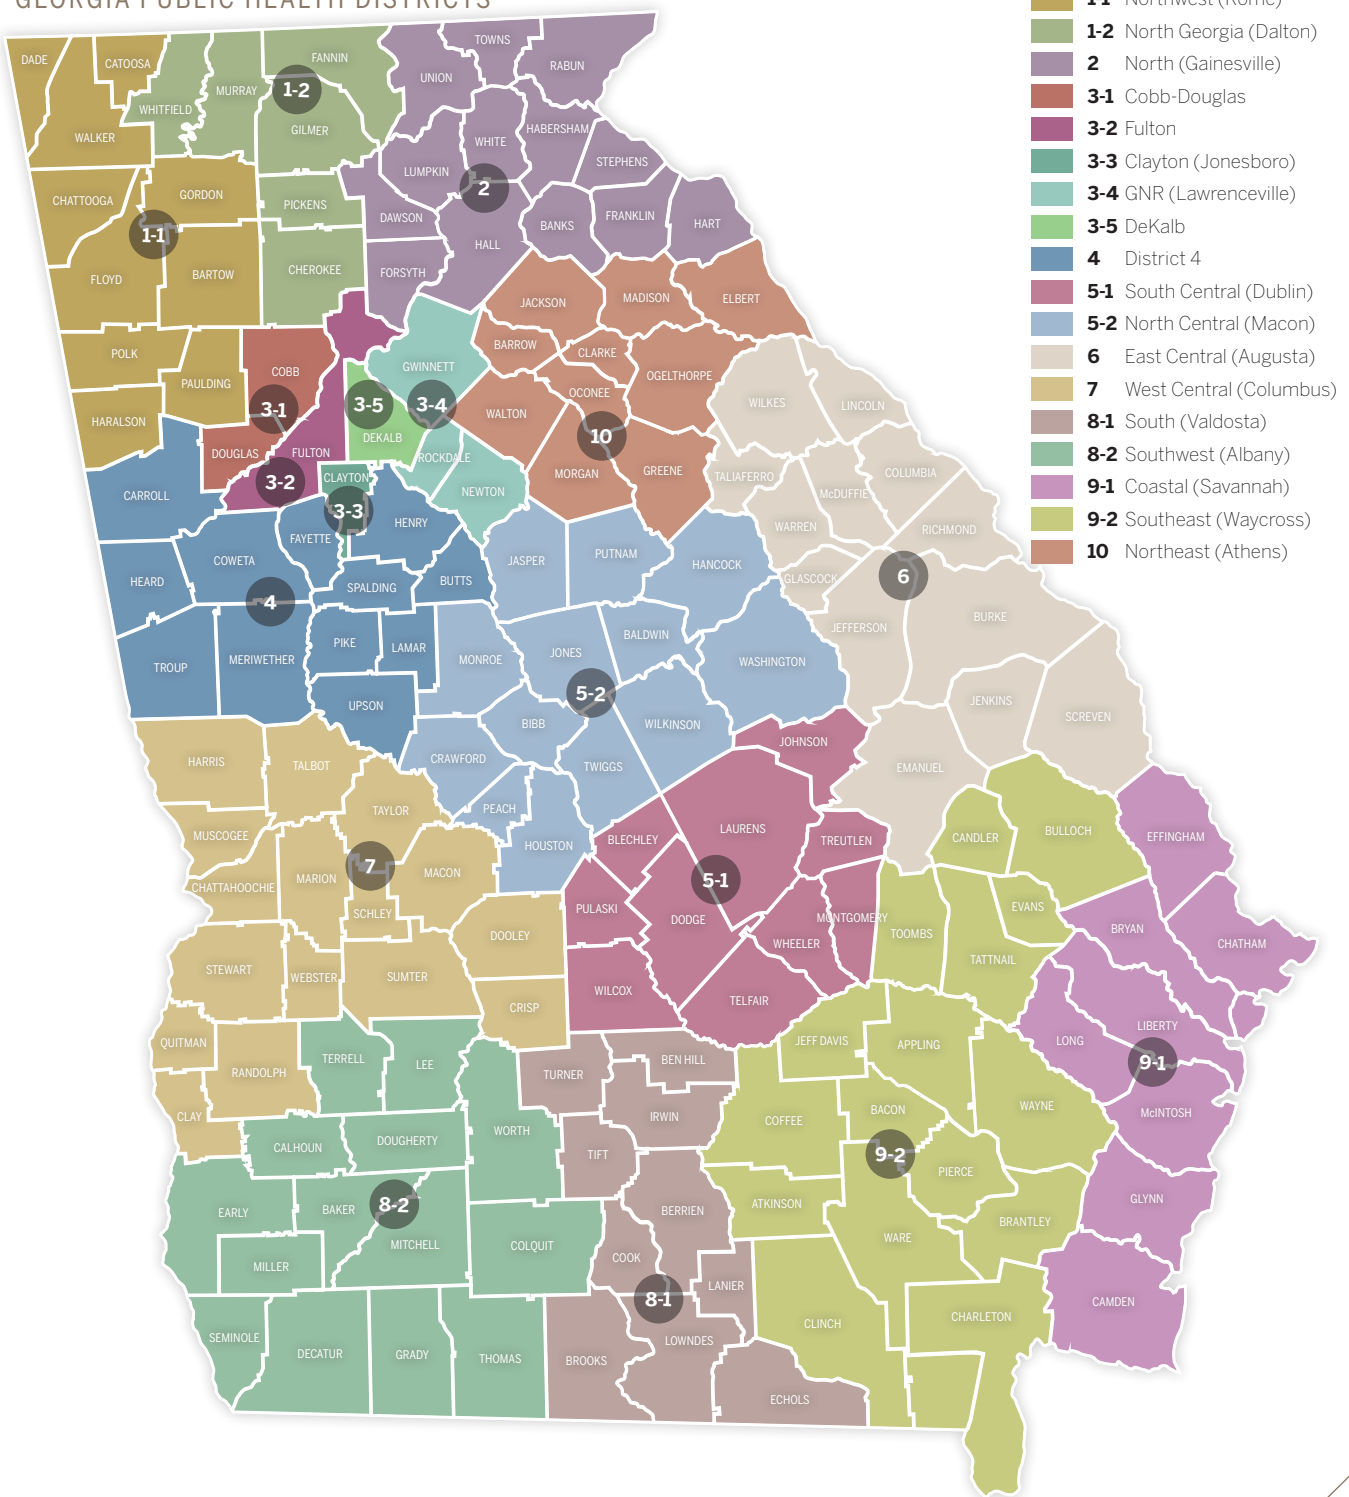 GEORGIA PUBLIC HEALTH DISTRICTS
1-1 Northwest (Rome)
1-2 North Georgia (Dalton)
2 North (Gainesville)
3-1 Cobb-Douglas
3-2 Fulton
3-3 Clayton (Jonesboro)
3-4 GNR (Lawrenceville)
3-5 DeKalb
4 District 4
5-1 South Central (Dublin)
5-2 North Central (Macon)
6 East Central (Augusta)
7 West Central (Columbus)
8-1 South (Valdosta)
8-2 Southwest (Albany)
9-1 Coastal (Savannah)
9-2 Southeast (Waycross)
10 Northeast (Athens)
DADE
CATOOSA
WALKER
WHITFIELD
MURRAY
FANNIN
1-2
GILMER
UNION
TOWNS
RABUN
WHITE
HABERSHAM
STEPHENS
LUMPKIN
2
CHATTOOGA
GORDON
PICKENS
DAWSON
HALL
BANKS
FRANKLIN
HART
1-1
FLOYD
BARTOW
CHEROKEE
FORSYTH
JACKSON
MADISON
ELBERT
POLK
PAULDING
COBB
GWINNETT
BARROW
CLARKE
OGELTHORPE
OCONEE
HARALSON
3-1
3-5
3-4
WALTON
WILKES
LINCOLN
DOUGLAS
FULTON
DEKALB
ROCKDALE
10
MORGAN
GREENE
TALIAFERRO
COLUMBIA
CARROLL
3-2
CLAYTON
NEWTON
McDUFFIE
3-3
HENRY
WARREN
RICHMOND
FAYETTE
COWETA
HEARD
SPALDING
BUTTS
JASPER
PUTNAM
HANCOCK
GLASCOCK
6
4
JEFFERSON
BURKE
TROUP
MERIWETHER
PIKE
LAMAR
MONROE
JONES
BALDWIN
WASHINGTON
UPSON
5-2
BIBB
WILKINSON
JENKINS
SCREVEN
HARRIS
TALBOT
CRAWFORD
TWIGGS
JOHNSON
EMANUEL
TAYLOR
PEACH
MUSCOGEE
HOUSTON
BLECHLEY
LAURENS
TREUTLEN
CANDLER
BULLOCH
EFFINGHAM
7
CHATTAHOOCHIE
MARION
MACON
5-1
SCHLEY
PULASKI
DODGE
MONTGOMERY
TOOMBS
EVANS
BRYAN
CHATHAM
DOOLEY
WHEELER
TATTNAIL
STEWART
WEBSTER
SUMTER
CRISP
WILCOX
TELFAIR
LIBERTY
QUITMAN
TERRELL
LEE
JEFF DAVIS
APPLING
LONG
9-1
RANDOLPH
TURNER
BEN HILL
CLAY
WORTH
IRWIN
COFFEE
BACON
WAYNE
McINTOSH
CALHOUN
DOUGHERTY
TIFT
9-2
PIERCE
EARLY
BAKER
8-2
BERRIEN
ATKINSON
GLYNN
BRANTLEY
MITCHELL
COLQUIT
COOK
WARE
MILLER
LANIER
8-1
CAMDEN
SEMINOLE
DECATUR
GRADY
THOMAS
BROOKS
LOWNDES
CLINCH
CHARLETON
ECHOLS